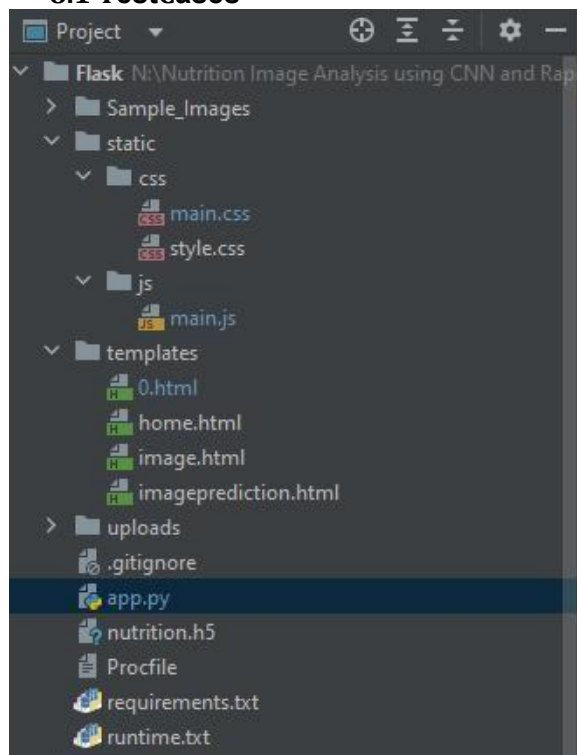 Project
Flask N:\Nutrition Image Analysis using CNN and Rap
Sample_Images
static
css
main.css
style.css
js
main.js
templates
0.html
home.html
image.html
imageprediction.html
uploads
.gitignore
app.py
nutrition.h5
Procfile
requirements.txt
runtime.txt